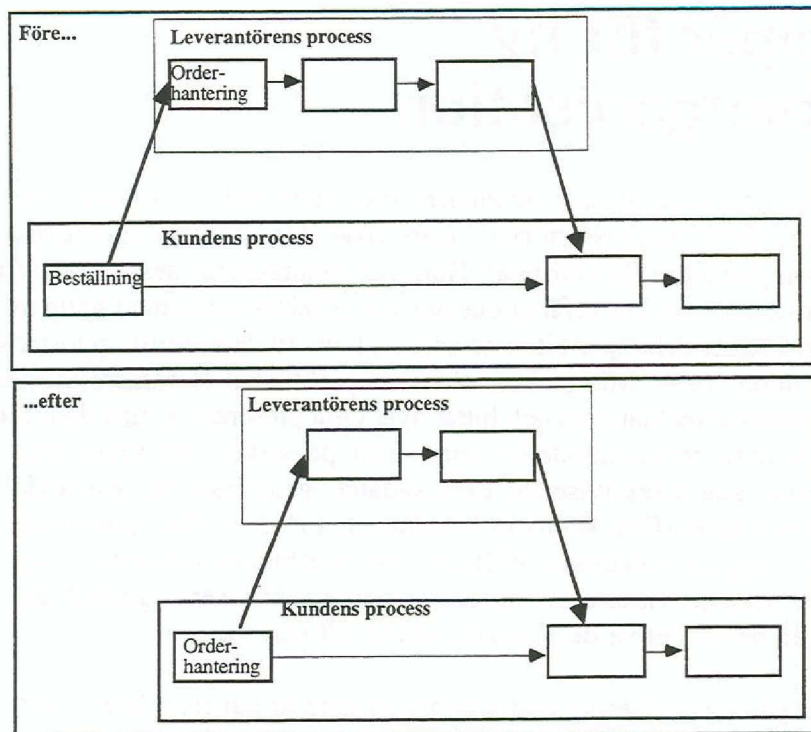 Före...
Leverantörens process
Order-
hantering
Kundens process
Beställning
...efter
Leverantörens process
Kundens process
Order-
hantering